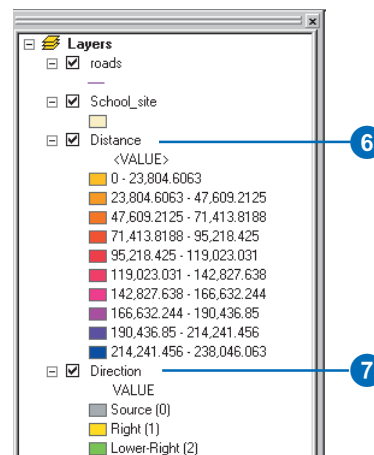 Layers
roads
School_site
Distance
6
<VALUE>
0 - 23,804.6063
23,804.6063 - 47,609.2125
47,609.2125 - 71,413.8188
71,413.8188 - 95,218.425
95,218.425 - 119,023.031
119,023.031 - 142,827.638
142,827.638 - 166,632.244
166,632.244 - 190,436.85
190,436.85 - 214,241.456
214,241.456 - 238,046.063
Direction
7
VALUE
Source (0)
Right (1)
Lower-Right (2)